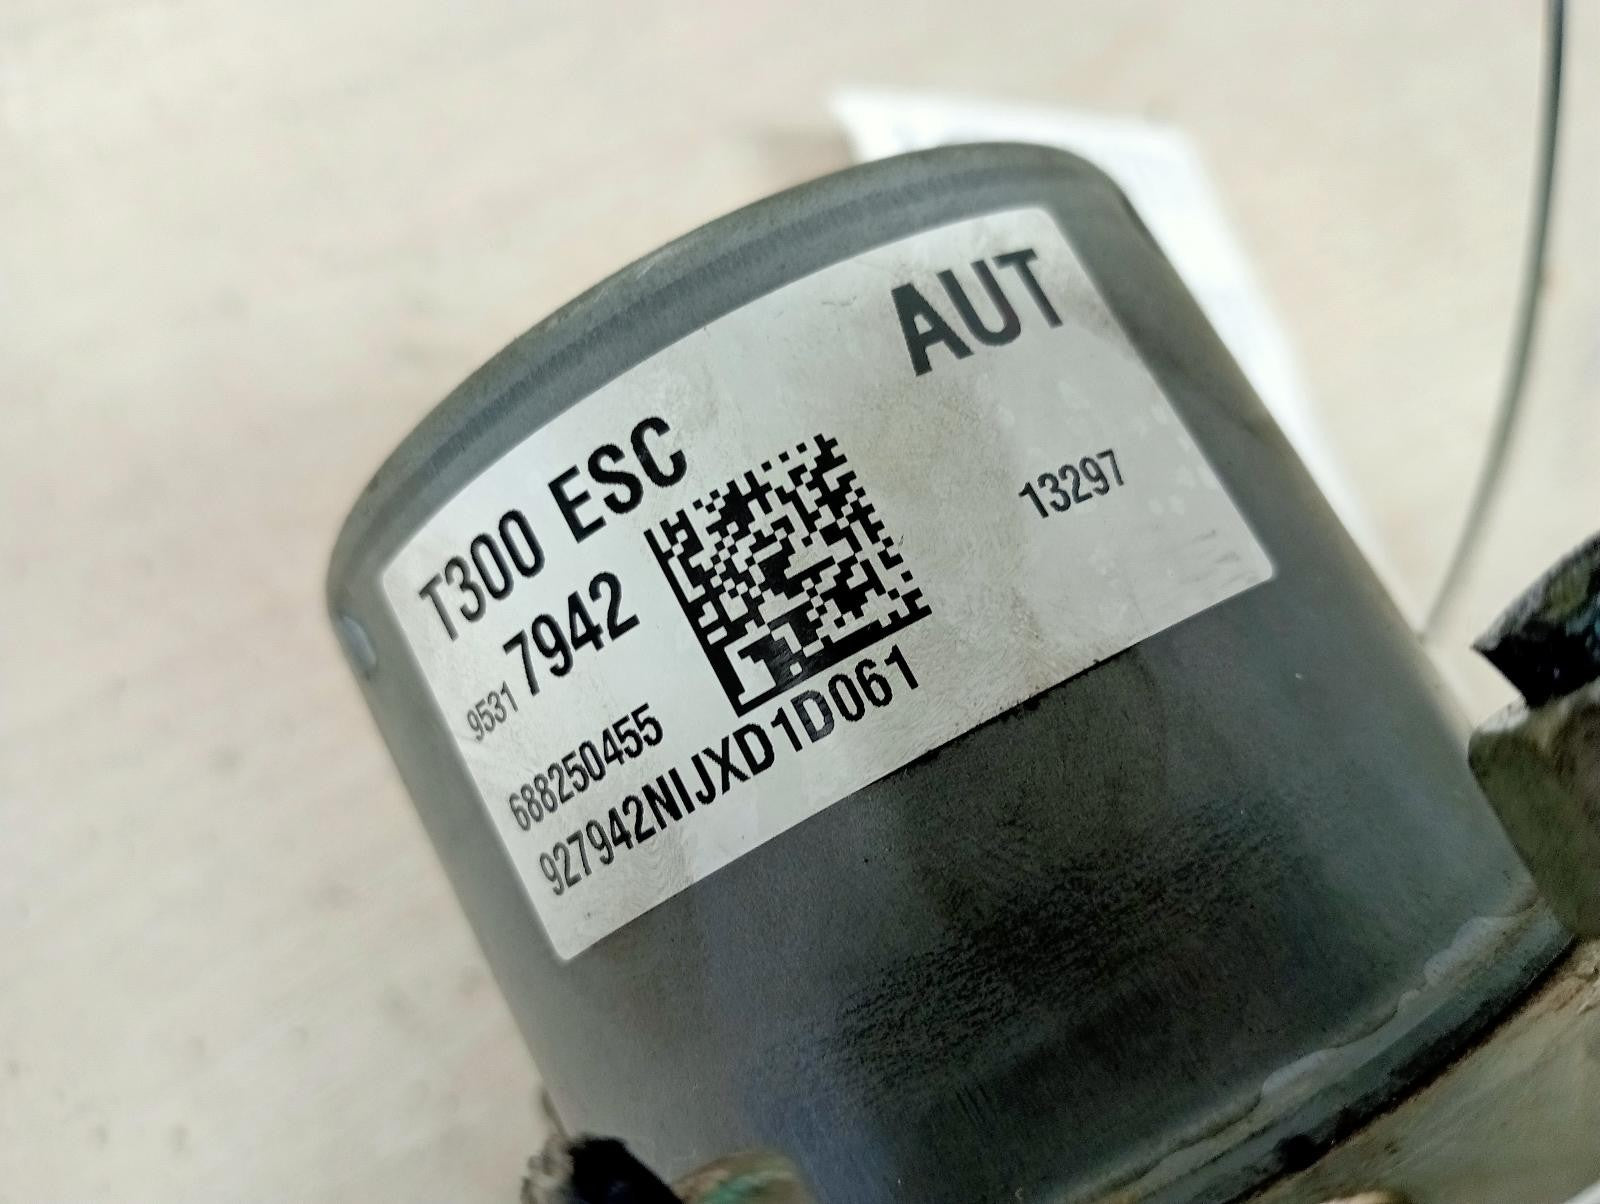 AUT
T300 ESC
9531 7942
13297
688250455
927942NIJXD1D061